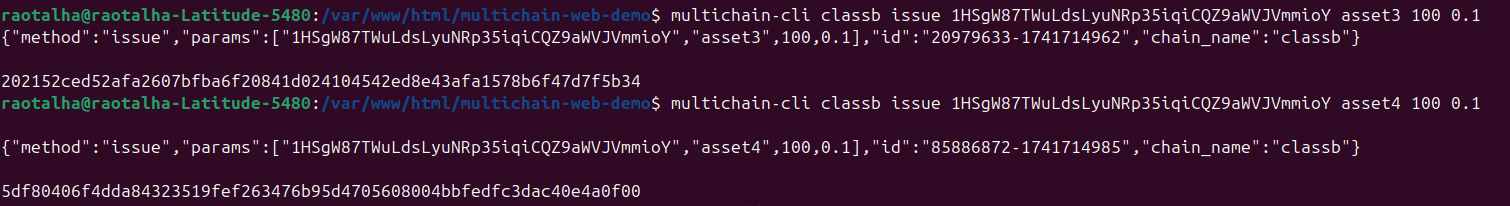 raotalha@raotalha-Latitude-5480:/var/www/html/multichain-web-demo$ multichain-cli classb issue 1HSgW87TWuLdsLyuNRp35iqiCQZ9aWVJVmmioY asset3 100 0.1
{"method":"issue","params":["1HSgW87TWuLdsLyuNRp35iqiCQZ9aWVJVmmioY","asset3",100,0.1],"id":"20979633-1741714962","chain_name":"classb"}
202152ced52afa2607bfba6f20841d024104542ed8e43afa1578b6f47d7f5b34
raotalha@raotalha-Latitude-5480:/var/www/html/multichain-web-demo$ multichain-cli classb issue 1HSgW87TWuLdsLyuNRp35iqiCQZ9aWVJVmmioY asset4 100 0.1
{"method":"issue","params":["1HSgW87TWuLdsLyuNRp35iqiCQZ9aWVJVmmioY","asset4",100,0.1],"id":"85886872-1741714985","chain_name":"classb"}
5df80406f4dda84323519fef263476b95d4705608004bbfedfc3dac40e4a0f00